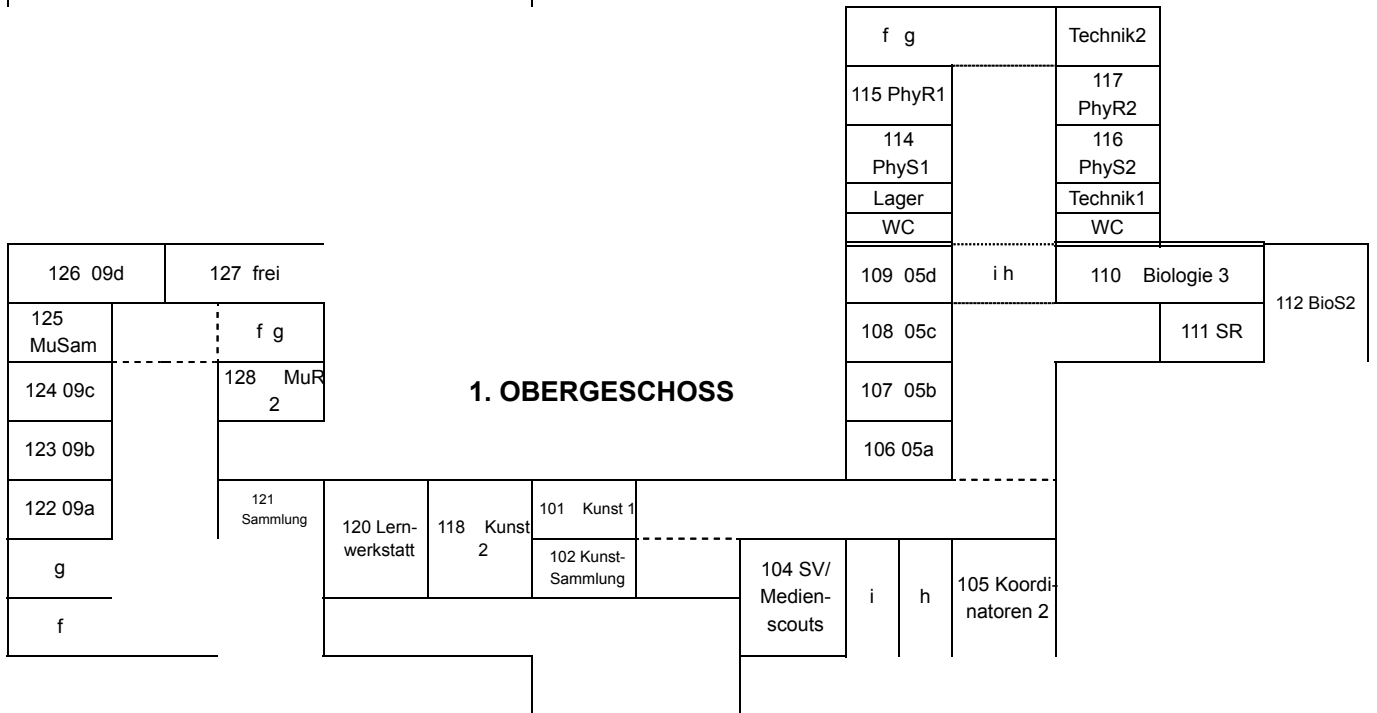 f g
Technik2
115 PhyR1
117
PhyR2
114
PhyS1
116
PhyS2
Lager
Technik1
WC
WC
126 09d
127 frei
109 05d
i h
110 Biologie 3
112 BioS2
125
MuSam
f g
108 05c
111 SR
124 09c
128 MuR
2
1. OBERGESCHOSS
107 05b
123 09b
106 05a
122 09a
121
Sammlung
120 Lern-
werkstatt
118 Kunst
2
101 Kunst 1
102 Kunst-
Sammlung
g
104 SV/
Medien-
scouts
i
h
105 Koordi-
natoren 2
f